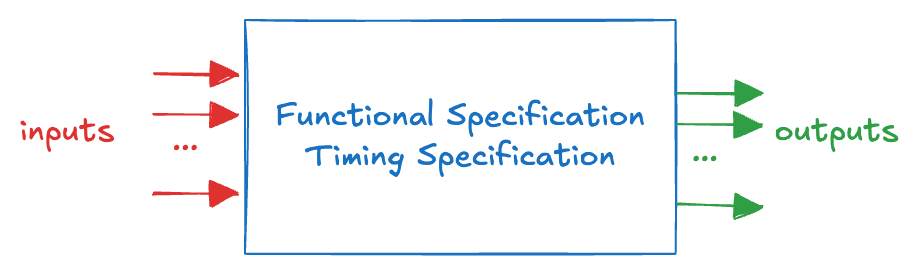 inputs
...
Functional Specification
Timing Specification
...
outputs